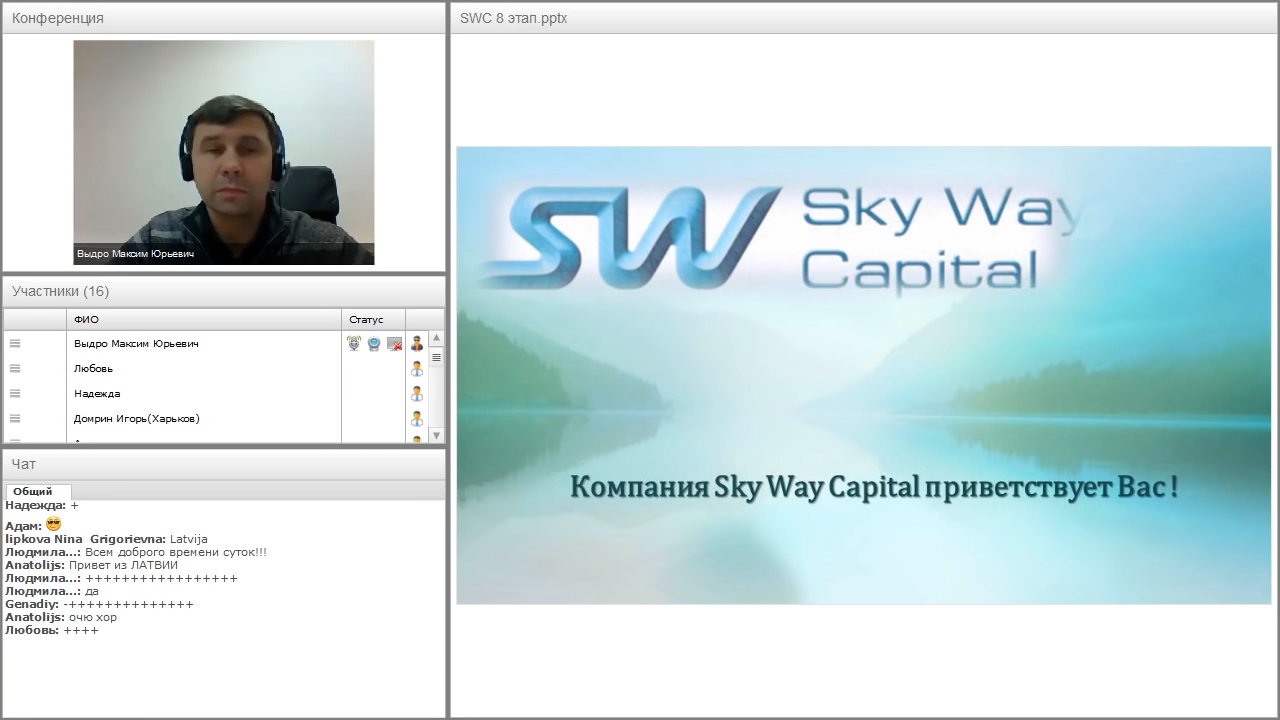 Конференция
Выдро Максим Юрьевич
Участники (16)
ФИО
Статус
Выдро Максим Юрьевич
Любовь
Надежда
Домрин Игорь(Харьков)
Чат
Общий
Надежда: +
Адам:
lipkova Nina Grigorievna: Latvija
Людмила...: Всем доброго времени суток!!!
Anatolijs: Привет из ЛАТВИИ
Людмила...: +++++++++++++++++
Людмила...: да
Genadiy: -++++++++++++++
Anatolijs: очю хор
Любовь: ++++
SWC 8 этап.pptx
SW Sky Way
Capital
Компания Sky Way Capital приветствует Вас !